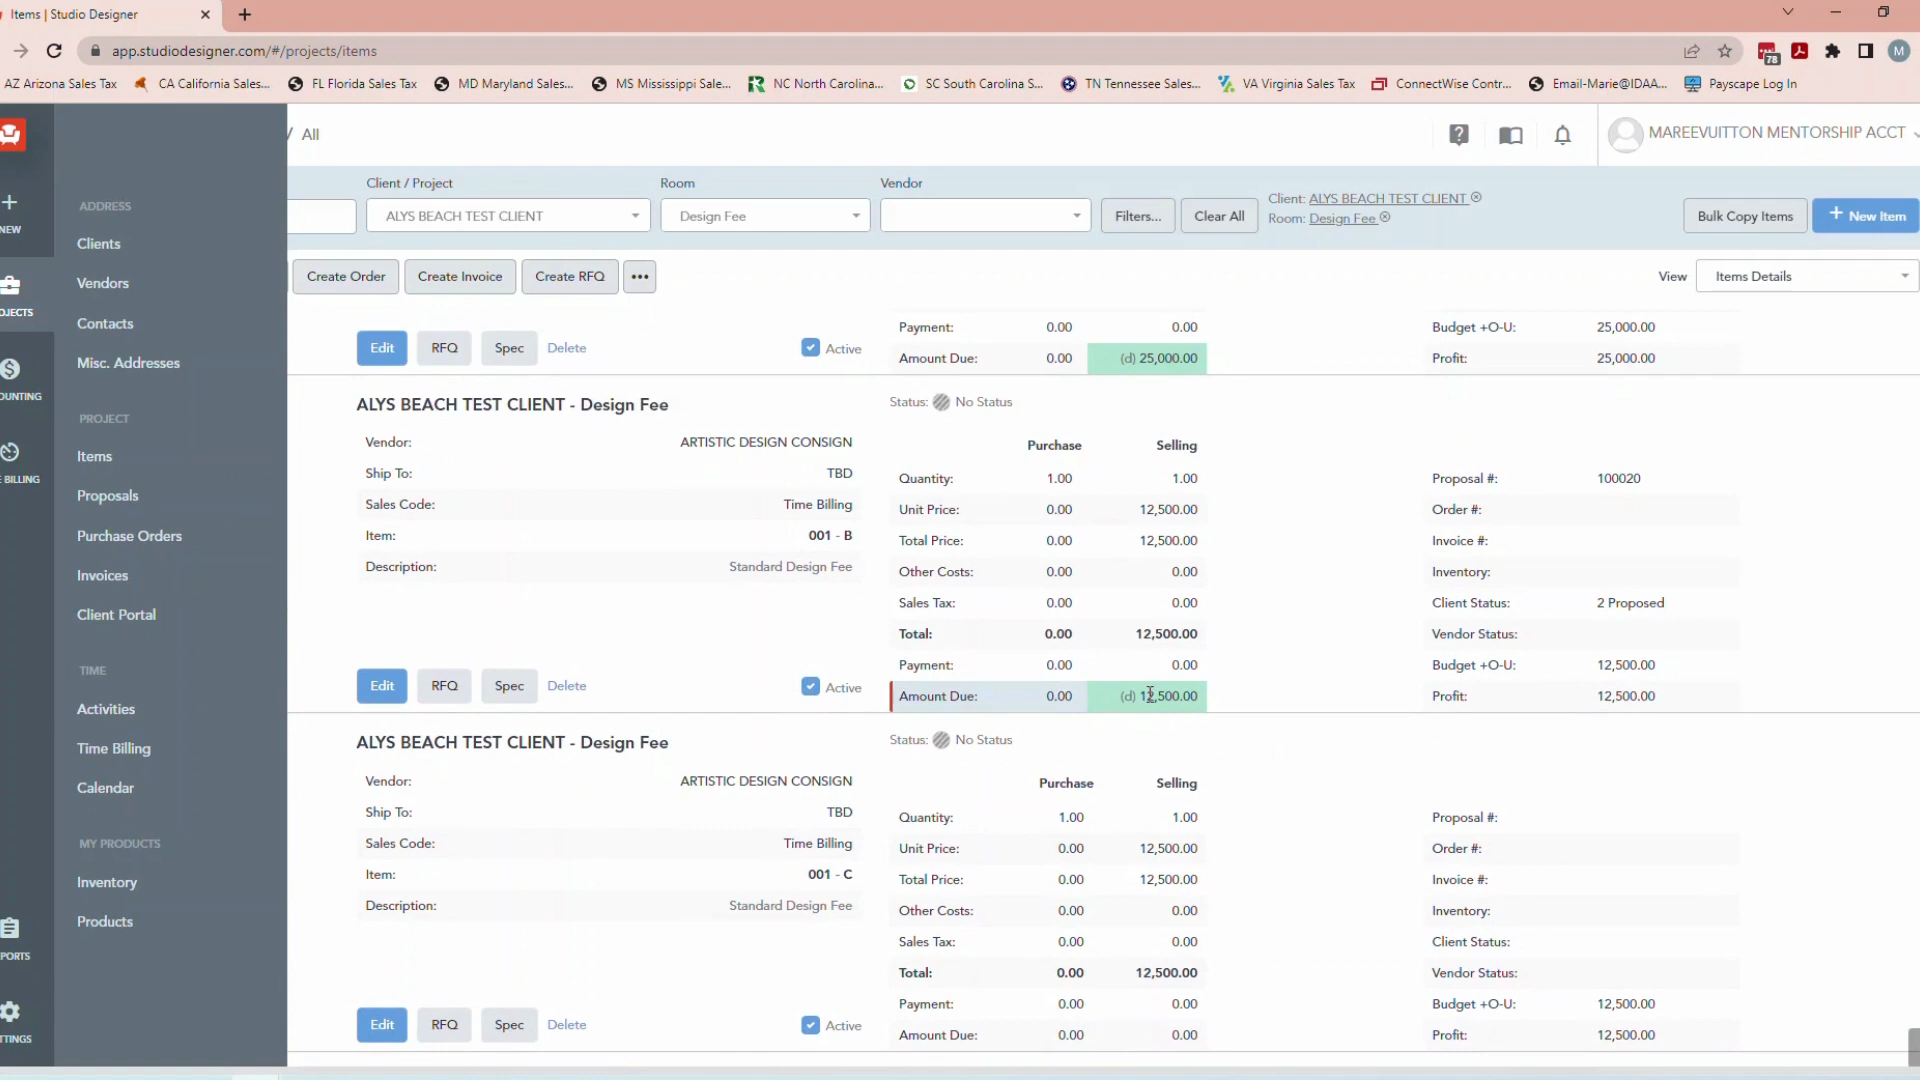 Items | Studio Designer
app.studiodesigner.com/#/projects/items
78
M
AZ Arizona Sales Tax
CA California Sales...
FL Florida Sales Tax
MD Maryland Sales...
MS Mississippi Sale...
NC North Carolina...
SC South Carolina S...
TN Tennessee Sales...
VA Virginia Sales Tax
ConnectWise Contr...
Email-Marie@IDAA...
Payscape Log In
/ All
MAREEVUITTON MENTORSHIP ACCT
NEW
OJECTS
OUNTING
E BILLING
PORTS
TTINGS
ADDRESS
Clients
Vendors
Contacts
Misc. Addresses
PROJECT
Items
Proposals
Purchase Orders
Invoices
Client Portal
TIME
Activities
Time Billing
Calendar
MY PRODUCTS
Inventory
Products
Client / Project
ALYS BEACH TEST CLIENT
Room
Design Fee
Vendor
Filters...
Clear All
Client: ALYS BEACH TEST CLIENT
Room: Design Fee
Bulk Copy Items
+ New Item
Create Order
Create Invoice
Create RFQ
•••
View
Items Details
Payment: 0.00 0.00
Budget +O-U: 25,000.00
Edit RFQ Spec Delete
Active
Amount Due: 0.00 (d) 25,000.00
Profit: 25,000.00
ALYS BEACH TEST CLIENT - Design Fee
Status: No Status
Vendor: ARTISTIC DESIGN CONSIGN
Ship To: TBD
Sales Code: Time Billing
Item: 001 - B
Description: Standard Design Fee
Purchase Selling
Quantity: 1.00 1.00
Unit Price: 0.00 12,500.00
Total Price: 0.00 12,500.00
Other Costs: 0.00 0.00
Sales Tax: 0.00 0.00
Total: 0.00 12,500.00
Payment: 0.00 0.00
Amount Due: 0.00 (d) 12,500.00
Proposal #: 100020
Order #:
Invoice #:
Inventory:
Client Status: 2 Proposed
Vendor Status:
Budget +O-U: 12,500.00
Profit: 12,500.00
Edit RFQ Spec Delete
Active
ALYS BEACH TEST CLIENT - Design Fee
Status: No Status
Vendor: ARTISTIC DESIGN CONSIGN
Ship To: TBD
Sales Code: Time Billing
Item: 001 - C
Description: Standard Design Fee
Purchase Selling
Quantity: 1.00 1.00
Unit Price: 0.00 12,500.00
Total Price: 0.00 12,500.00
Other Costs: 0.00 0.00
Sales Tax: 0.00 0.00
Total: 0.00 12,500.00
Payment: 0.00 0.00
Amount Due: 0.00 0.00
Proposal #:
Order #:
Invoice #:
Inventory:
Client Status:
Vendor Status:
Budget +O-U: 12,500.00
Profit: 12,500.00
Edit RFQ Spec Delete
Active